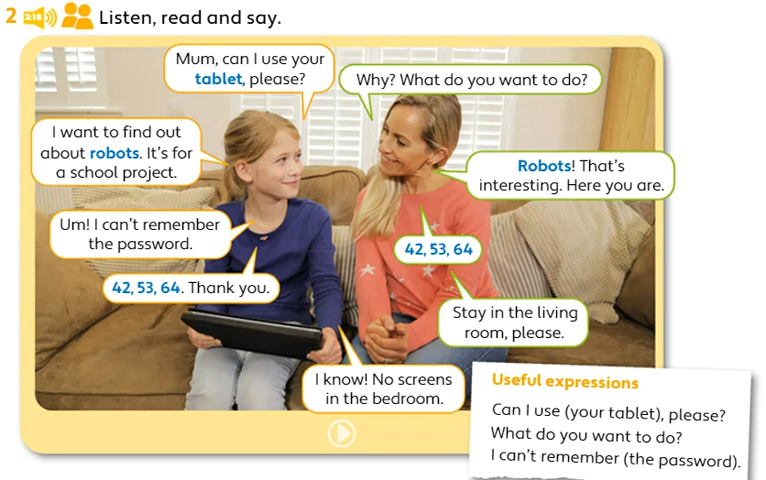 2 3:18 Listen, read and say.
Mum, can I use your
tablet, please?
Why? What do you want to do?
I want to find out
about robots. It's for
a school project.
Robots! That's
interesting. Here you are.
Um! I can't remember
the password.
42, 53, 64
42, 53, 64. Thank you.
Stay in the living
room, please.
I know! No screens
in the bedroom.
Useful expressions
Can I use (your tablet), please?
What do you want to do?
I can't remember (the password).